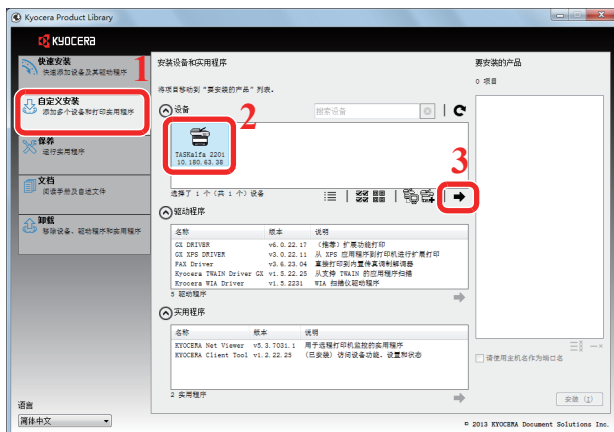 Kyocera Product Library
KYOCERA
快速安装
快速添加设备及其驱动程序
1
自定义安装
添加多个设备和打印实用程序
保养
运行实用程序
文档
阅读手册及自述文件
卸载
移除设备、驱动程序和实用程序
语言
简体中文
安装设备和实用程序
将项目移动到“要安装的产品”列表。
设备
搜索设备
2
TASKalfa 2201
10.180.63.38
3
选择了 1 个（共 1 个）设备
驱动程序
名称 版本 说明
GX DRIVER v6.0.22.17 （推荐）扩展功能打印
GX XPS DRIVER v3.0.22.11 从 XPS 应用程序到打印机进行扩展打印
FAX Driver v3.6.23.04 直接打印到内置传真调制解调器
Kyocera TWAIN Driver GX v1.5.22.25 从支持 TWAIN 的应用程序扫描
Kyocera WIA Driver v1.5.2231 WIA 扫描仪驱动程序
5 驱动程序
实用程序
名称 版本 说明
KYOCERA Net Viewer v5.3.7031.1 用于远程打印机监控的实用程序
KYOCERA Client Tool v1.2.22.25 （已安装）访问设备功能、设置和状态
2 实用程序
要安装的产品
0 项目
请使用主机名作为端口名
安装 (I)
© 2013 KYOCERA Document Solutions Inc.